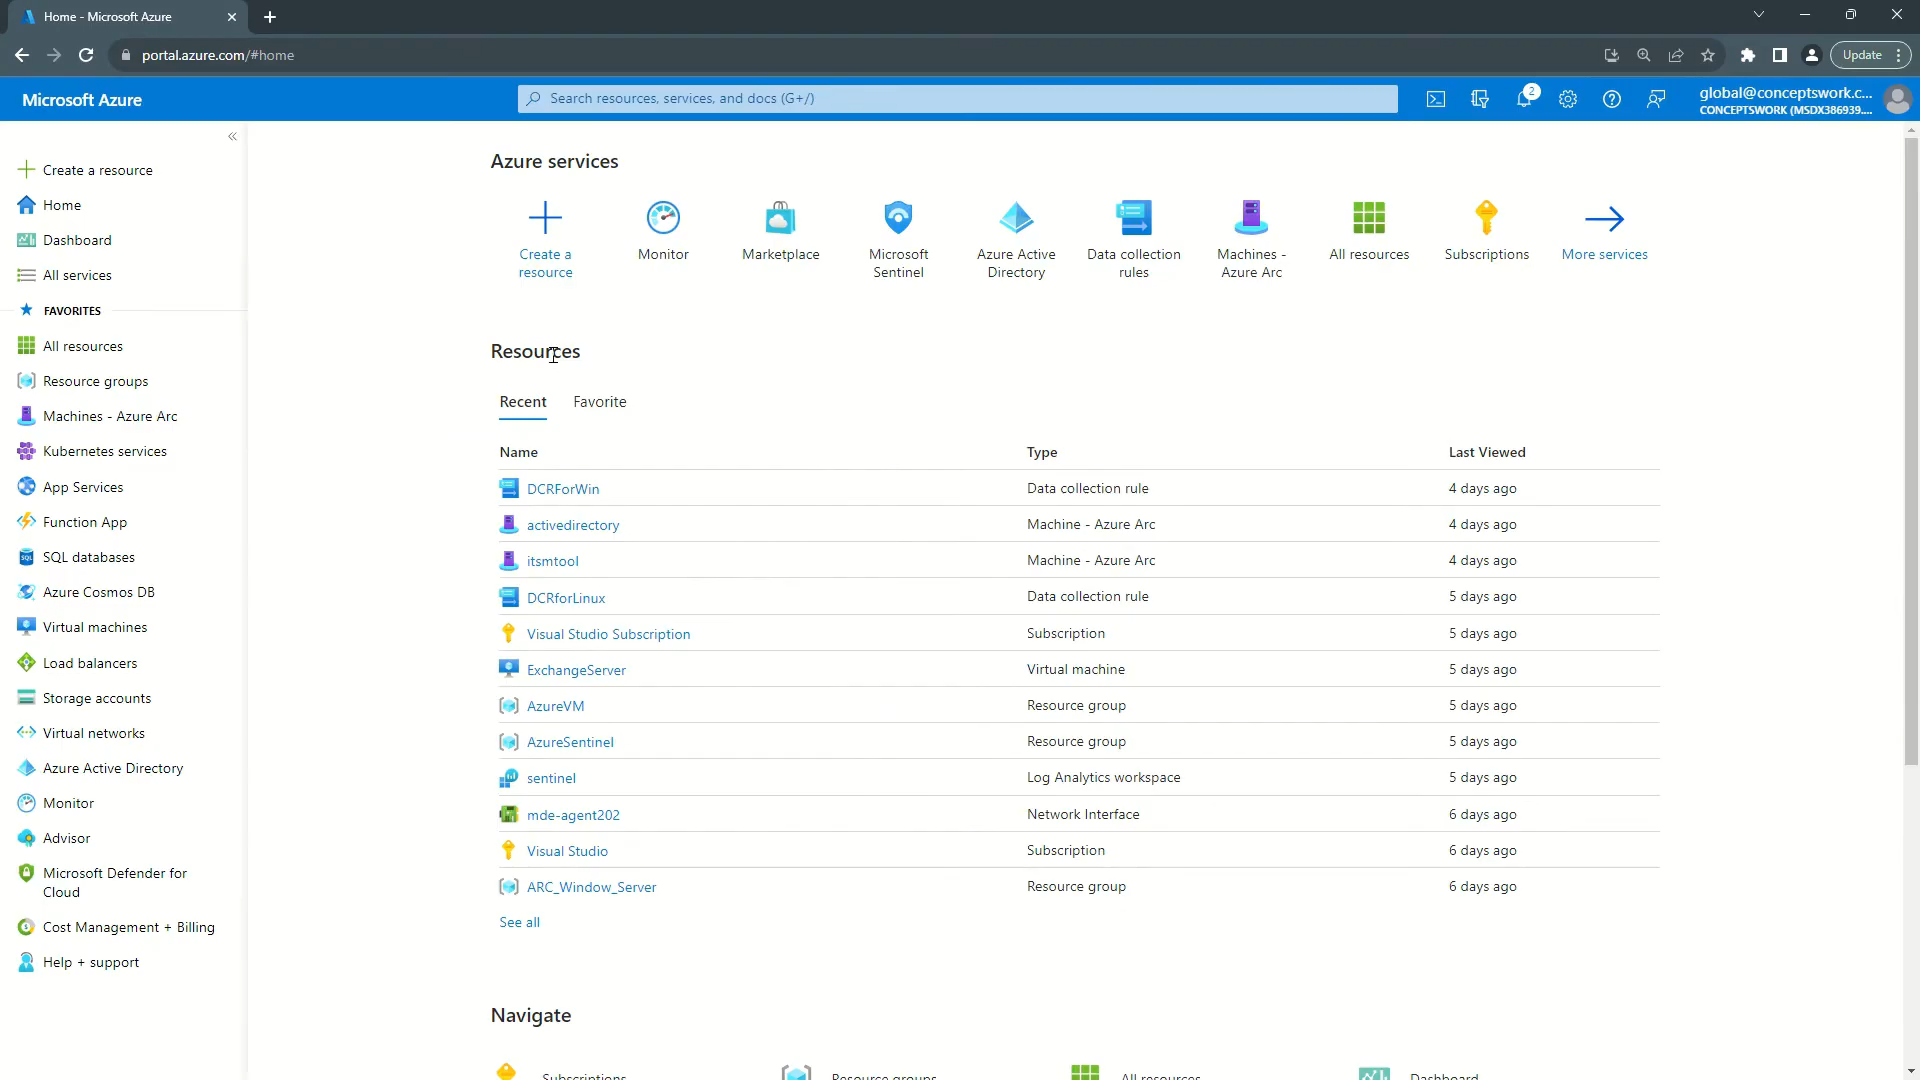 Home - Microsoft Azure
portal.azure.com/#home
Update
Microsoft Azure
Search resources, services, and docs (G+/)
2
global@conceptswork.c...
CONCEPTSWORK (MSDX386939....
Create a resource
Home
Dashboard
All services
FAVORITES
All resources
Resource groups
Machines - Azure Arc
Kubernetes services
App Services
Function App
SQL databases
Azure Cosmos DB
Virtual machines
Load balancers
Storage accounts
Virtual networks
Azure Active Directory
Monitor
Advisor
Microsoft Defender for
Cloud
Cost Management + Billing
Help + support
Azure services
Create a
resource
Monitor
Marketplace
Microsoft
Sentinel
Azure Active
Directory
Data collection
rules
Machines -
Azure Arc
All resources
Subscriptions
More services
Resources
Recent Favorite
Name Type Last Viewed
DCRForWin Data collection rule 4 days ago
activedirectory Machine - Azure Arc 4 days ago
itsmtool Machine - Azure Arc 4 days ago
DCRforLinux Data collection rule 5 days ago
Visual Studio Subscription Subscription 5 days ago
ExchangeServer Virtual machine 5 days ago
AzureVM Resource group 5 days ago
AzureSentinel Resource group 5 days ago
sentinel Log Analytics workspace 5 days ago
mde-agent202 Network Interface 6 days ago
Visual Studio Subscription 6 days ago
ARC_Window_Server Resource group 6 days ago
See all
Navigate
Subscriptions Resource groups All resources Dashboard